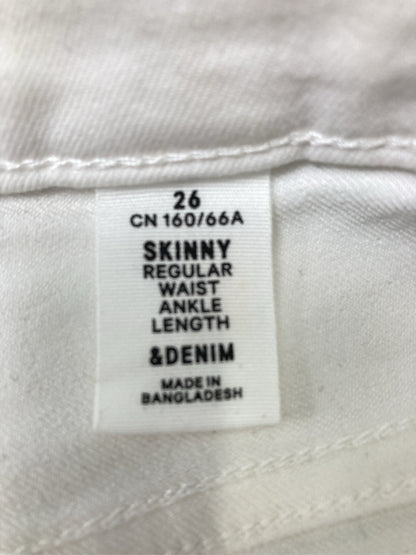 26
CN 160/66A
SKINNY
REGULAR
WAIST
ANKLE
LENGTH
&DENIM
MADE IN
BANGLADESH